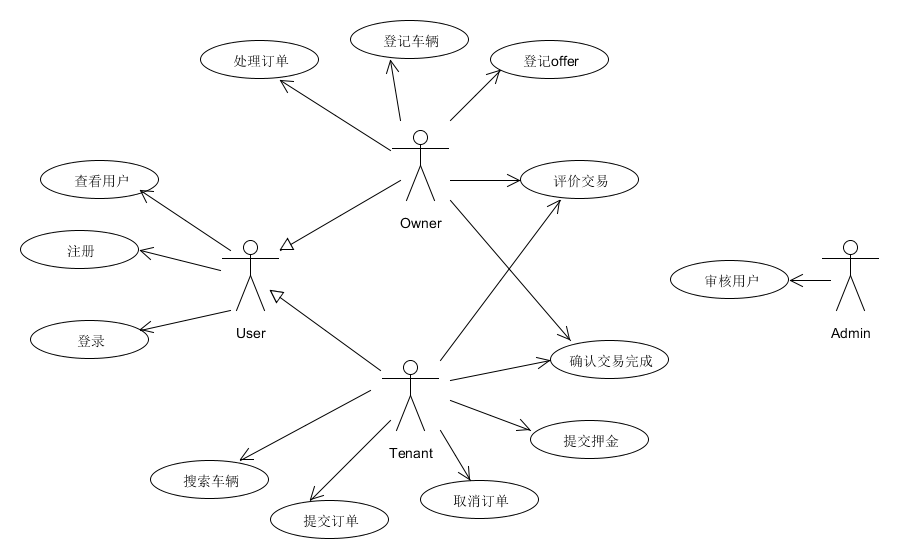 登记车辆
处理订单
登记offer
查看用户
评价交易
Owner
注册
审核用户
User
Admin
登录
确认交易完成
提交押金
Tenant
搜索车辆
取消订单
提交订单